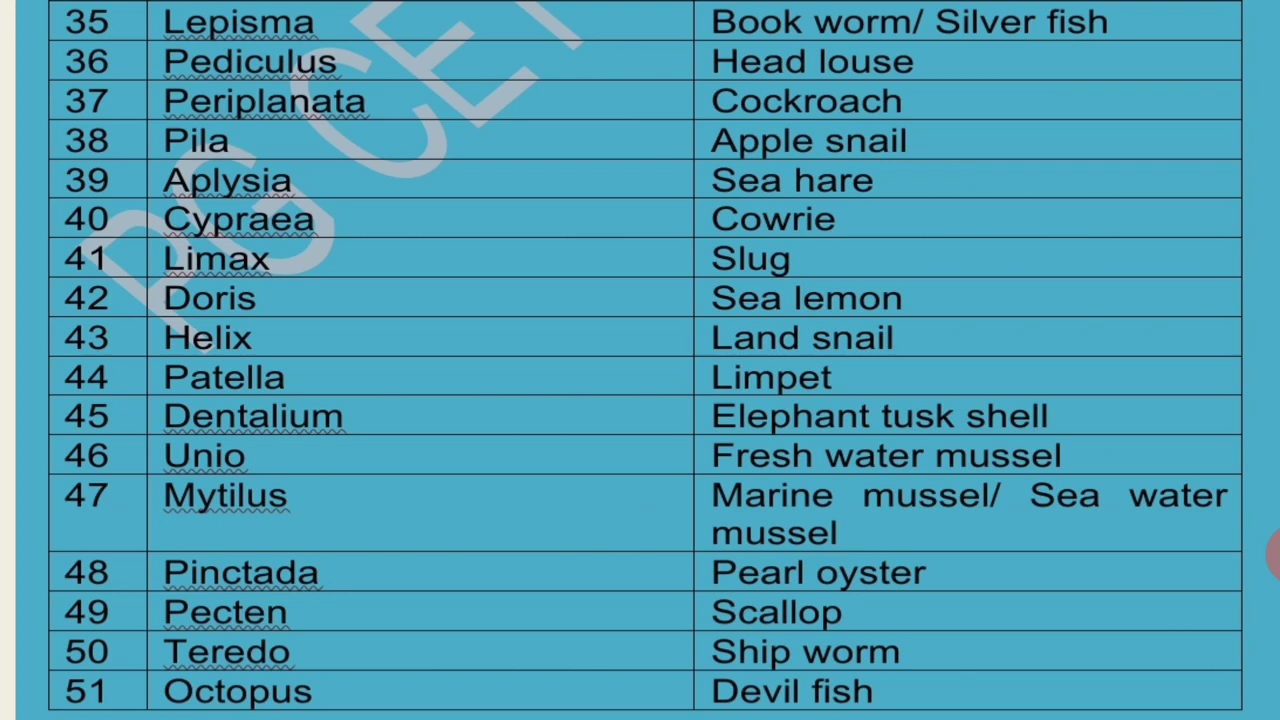 35 Lepisma Book worm/ Silver fish
36 Pediculus Head louse
37 Periplanata Cockroach
38 Pila Apple snail
39 Aplysia Sea hare
40 Cypraea Cowrie
41 Limax Slug
42 Doris Sea lemon
43 Helix Land snail
44 Patella Limpet
45 Dentalium Elephant tusk shell
46 Unio Fresh water mussel
47 Mytilus Marine mussel/ Sea water
mussel
48 Pinctada Pearl oyster
49 Pecten Scallop
50 Teredo Ship worm
51 Octopus Devil fish
PG CET